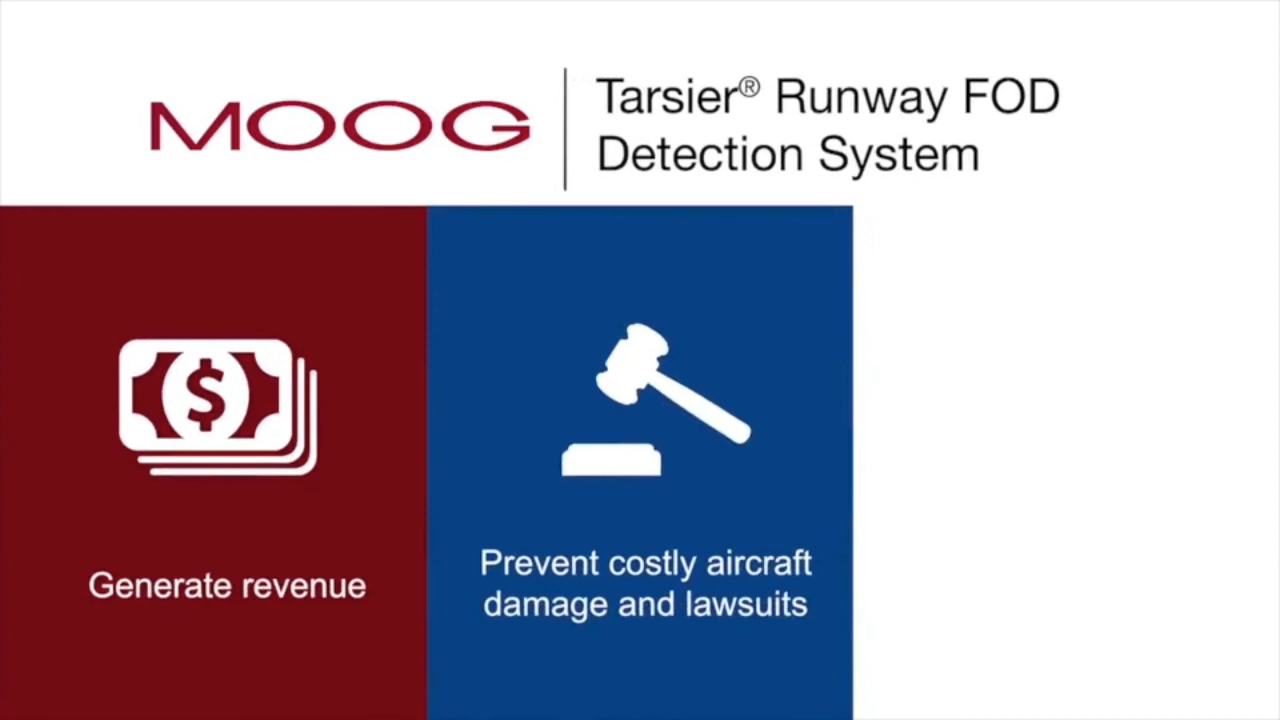 MOOG
Tarsier® Runway FOD
Detection System
$
Generate revenue
Prevent costly aircraft
damage and lawsuits